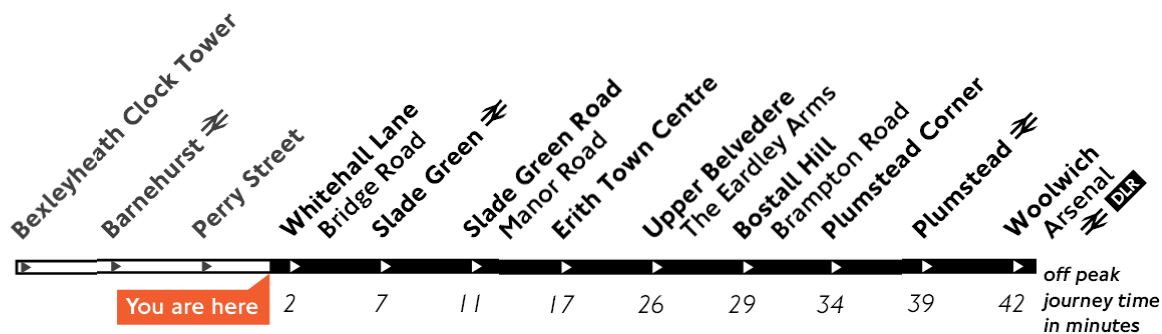 Bexleyheath Clock Tower
Barnehurst
Perry Street
Whitehall Lane
Bridge Road
Slade Green
Slade Green Road
Manor Road
Erith Town Centre
Upper Belvedere
The Eardley Arms
Bostall Hill
Brampton Road
Plumstead Corner
Plumstead
Woolwich
Arsenal
DLR
You are here
2 7 11 17 26 29 34 39 42
off peak
journey time
in minutes